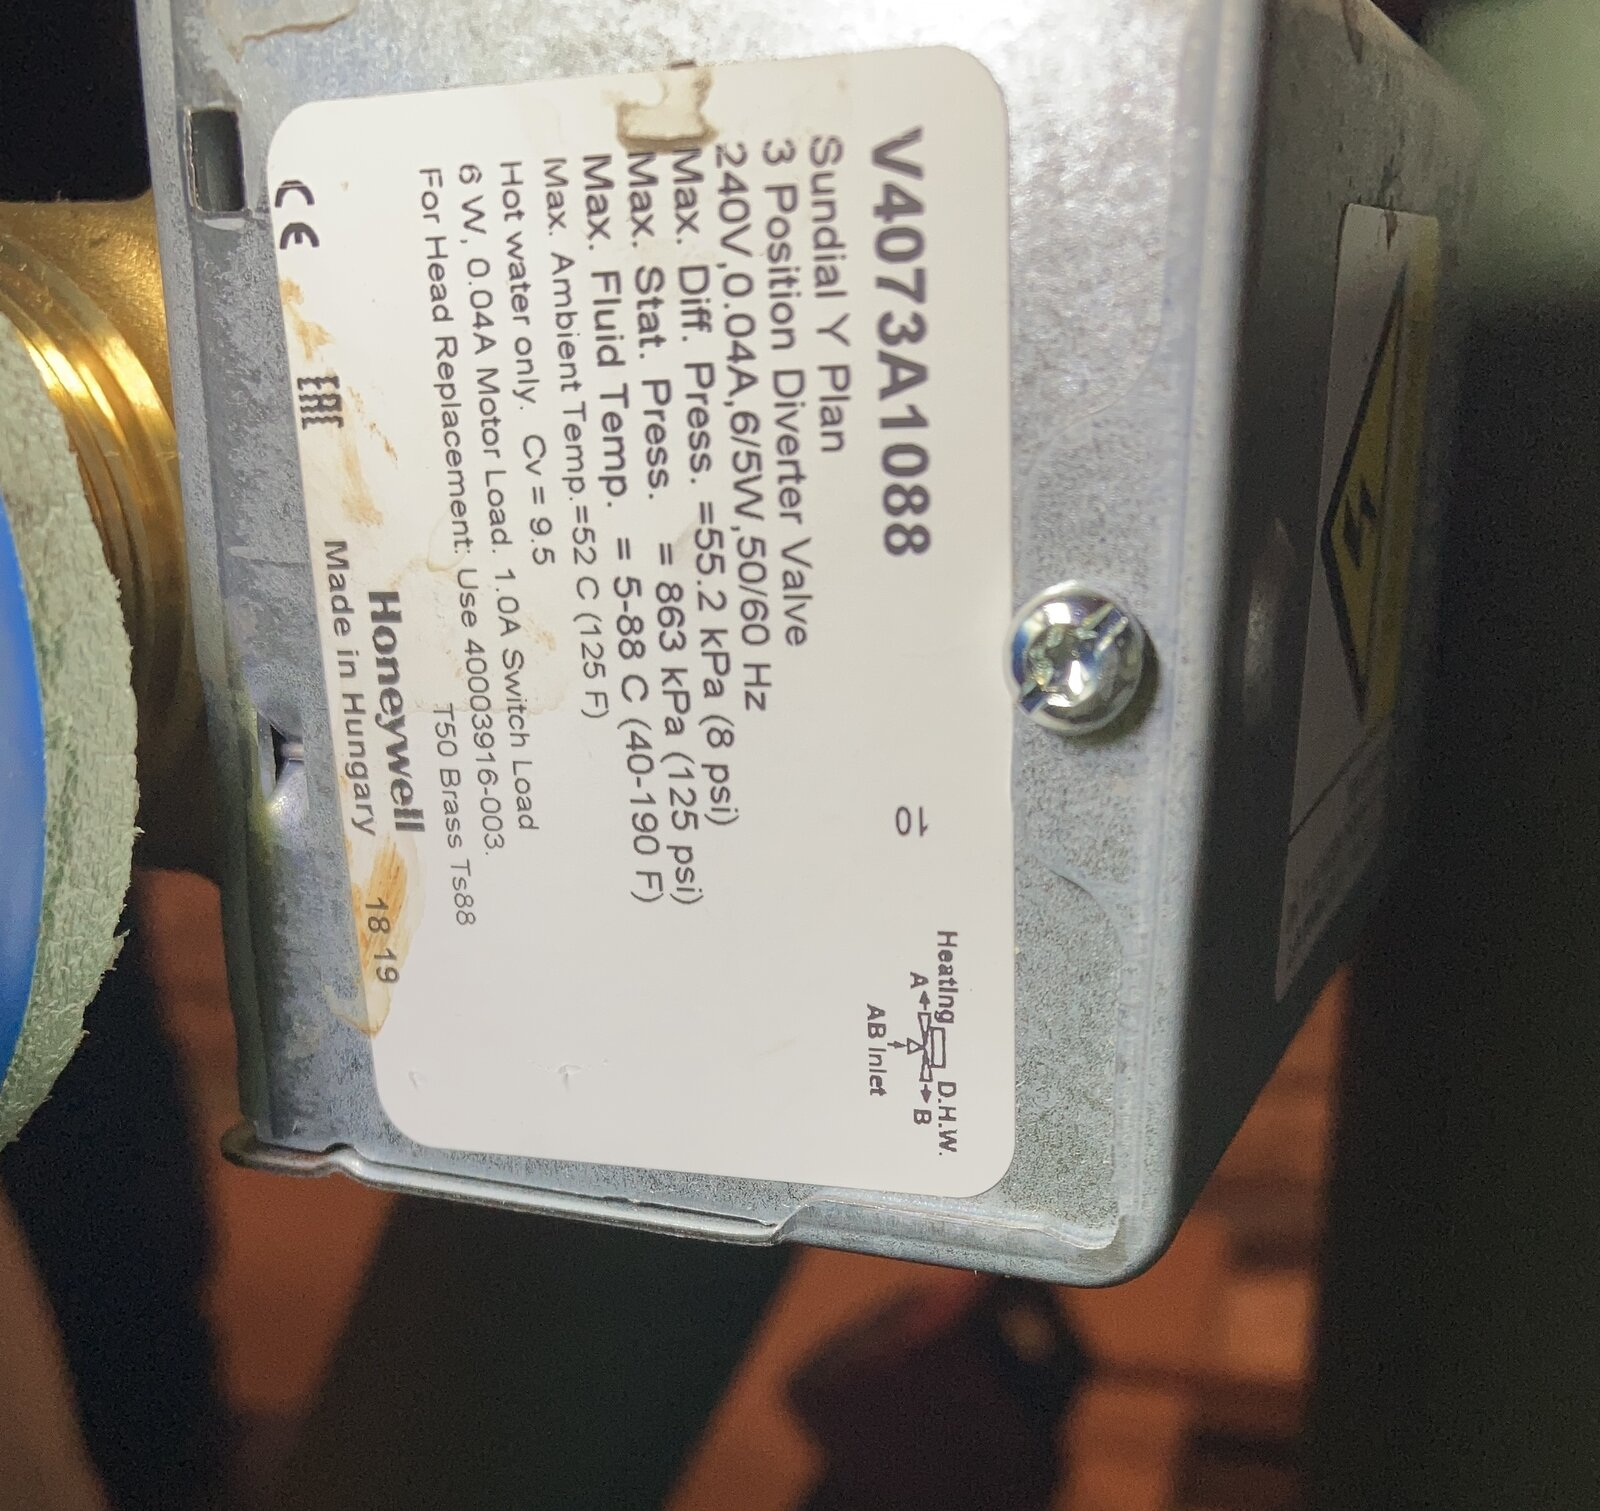 V4073A1088
Sundial Y Plan
3 Position Diverter Valve
240V,0.04A,6/5W,50/60 Hz
Max. Diff. Press. =55.2 kPa (8 psi)
Max. Stat. Press. = 863 kPa (125 psi)
Max. Fluid Temp. = 5-88 C (40-190 F)
Max. Ambient Temp.=52 C (125 F)
Hot water only. Cv = 9.5
6 W, 0.04A Motor Load. 1.0A Switch Load
For Head Replacement: Use 40003916-003.
T50 Brass Ts88
Honeywell
Made in Hungary
18 19
CE
EAC
Heating
D.H.W.
A
B
AB Inlet